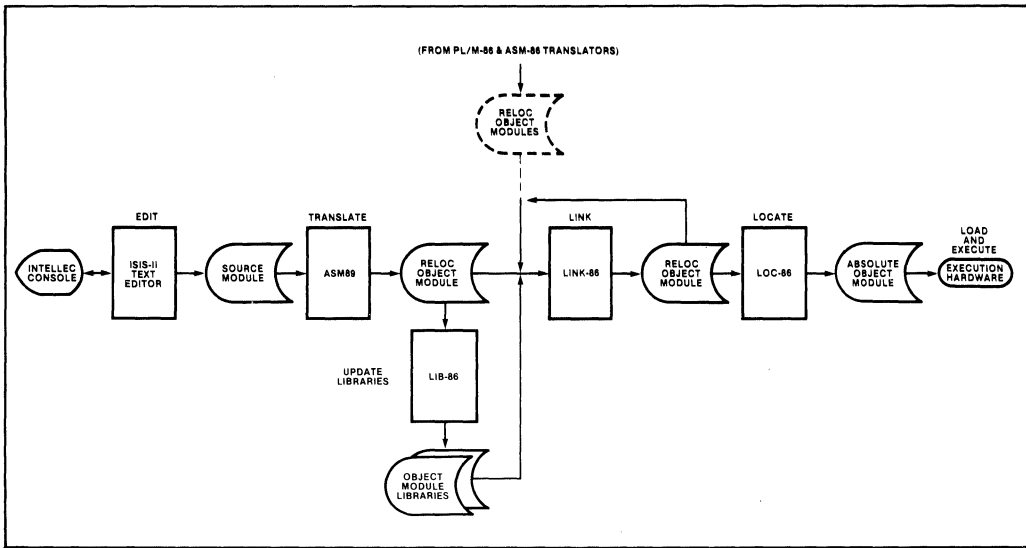 (FROM PL/M-86 & ASM-86 TRANSLATORS)
RELOC
OBJECT
MODULES
EDIT
TRANSLATE
LINK
LOCATE
LOAD
AND
EXECUTE
INTELLEC
CONSOLE
ISIS-II
TEXT
EDITOR
SOURCE
MODULE
ASM89
RELOC
OBJECT
MODULE
LINK-86
RELOC
OBJECT
MODULE
LOC-86
ABSOLUTE
OBJECT
MODULE
EXECUTION
HARDWARE
UPDATE
LIBRARIES
LIB-86
OBJECT
MODULE
LIBRARIES